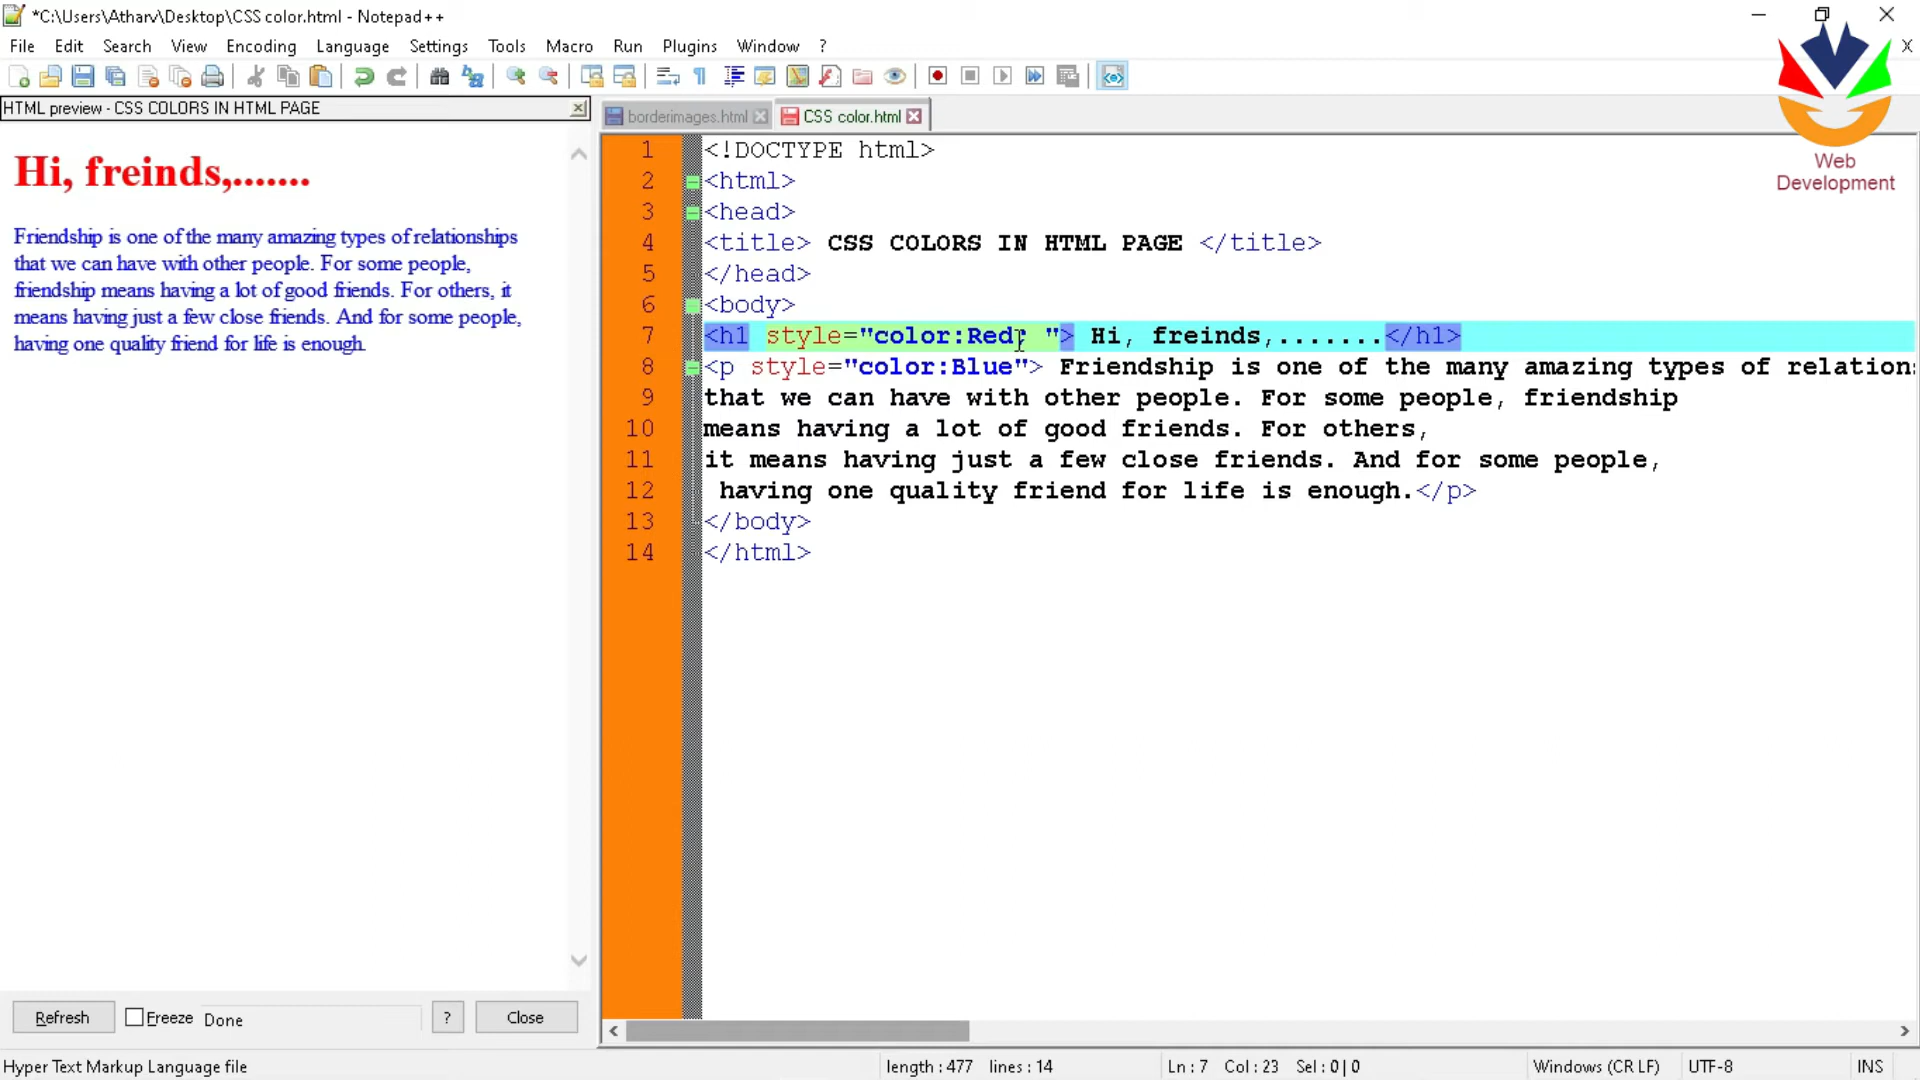 *C:\Users\Atharv\Desktop\CSS color.html - Notepad++
File Edit Search View Encoding Language Settings Tools Macro Run Plugins Window ? X
HTML preview - CSS COLORS IN HTML PAGE
borderimages.html CSS color.html
Web
Development
Hi, freinds,.......
Friendship is one of the many amazing types of relationships
that we can have with other people. For some people,
friendship means having a lot of good friends. For others, it
means having just a few close friends. And for some people,
having one quality friend for life is enough.
1 <!DOCTYPE html>
2 <html>
3 <head>
4 <title> CSS COLORS IN HTML PAGE </title>
5 </head>
6 <body>
7 <h1 style="color:Red; "> Hi, freinds,.......</h1>
8 <p style="color:Blue"> Friendship is one of the many amazing types of relation
9 that we can have with other people. For some people, friendship
10 means having a lot of good friends. For others,
11 it means having just a few close friends. And for some people,
12 having one quality friend for life is enough.</p>
13 </body>
14 </html>
Refresh Freeze Done ? Close
Hyper Text Markup Language file length : 477 lines : 14 Ln : 7 Col : 23 Sel : 0 | 0 Windows (CR LF) UTF-8 INS